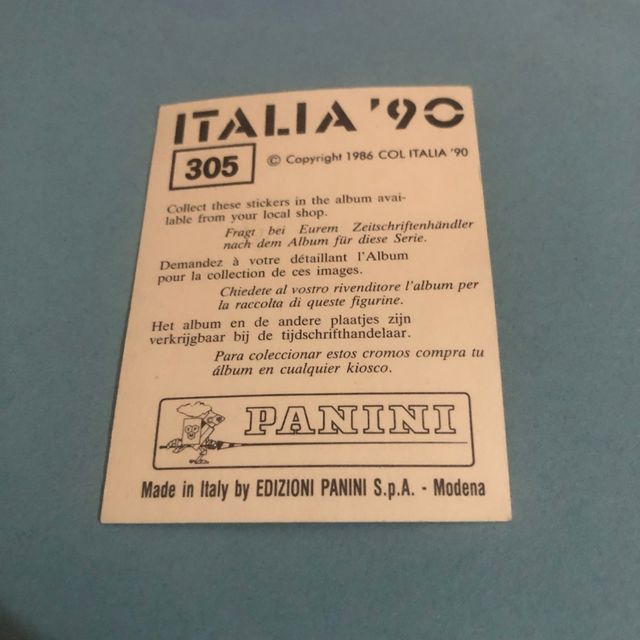 ITALIA '90
305 © Copyright 1986 COL ITALIA '90
Collect these stickers in the album avai-
lable from your local shop.
Fragt bei Eurem Zeitschriftenhändler
nach dem Album für diese Serie.
Demandez à votre détaillant l'Album
pour la collection de ces images.
Chiedete al vostro rivenditore l'album per
la raccolta di queste figurine.
Het album en de andere plaatjes zijn
verkrijgbaar bij de tijdschrifthandelaar.
Para coleccionar estos cromos compra tu
álbum en cualquier kiosco.
PANINI
Made in Italy by EDIZIONI PANINI S.p.A. - Modena